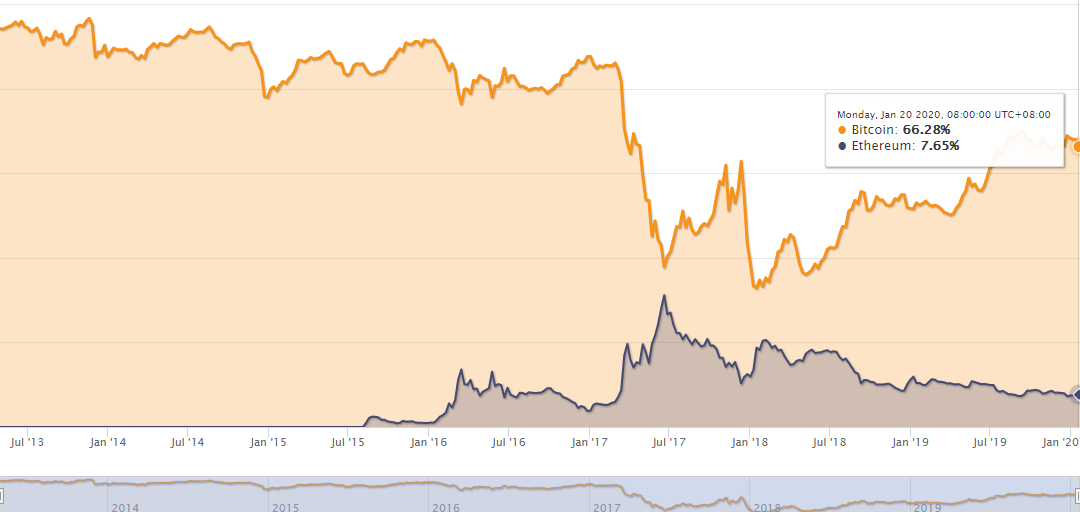 Monday, Jan 20 2020, 08:00:00 UTC+08:00
Bitcoin: 66.28%
Ethereum: 7.65%
Jul '13 Jan '14 Jul '14 Jan '15 Jul '15 Jan '16 Jul '16 Jan '17 Jul '17 Jan '18 Jul '18 Jan '19 Jul '19 Jan '20
2014 2015 2016 2017 2018 2019